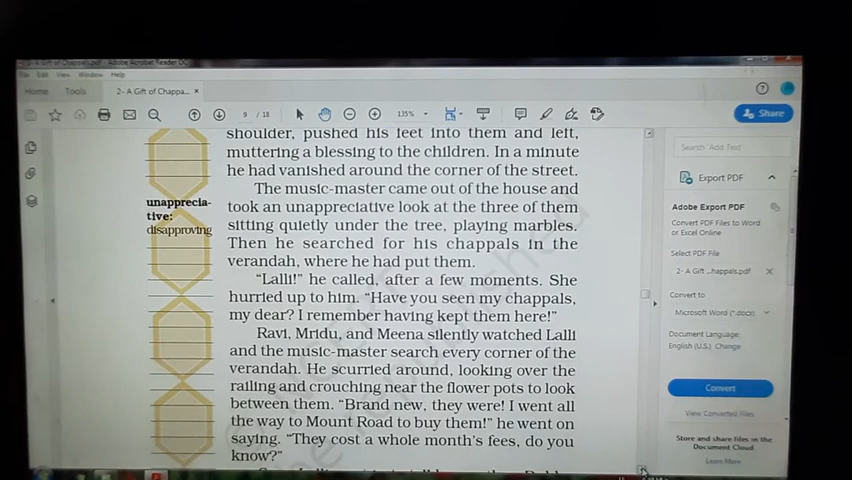 2- A Gift of Chappals.pdf - Adobe Acrobat Reader DC
File Edit View Window Help
Home Tools 2- A Gift of Chappa... ×
9 / 18 135% Share
shoulder, pushed his feet into them and left,
muttering a blessing to the children. In a minute
he had vanished around the corner of the street.
The music-master came out of the house and
unapprecia-
tive:
disapproving
took an unappreciative look at the three of them
sitting quietly under the tree, playing marbles.
Then he searched for his chappals in the
verandah, where he had put them.
“Lalli!” he called, after a few moments. She
hurried up to him. “Have you seen my chappals,
my dear? I remember having kept them here!”
Ravi, Mridu, and Meena silently watched Lalli
and the music-master search every corner of the
verandah. He scurried around, looking over the
railing and crouching near the flower pots to look
between them. “Brand new, they were! I went all
the way to Mount Road to buy them!” he went on
saying. “They cost a whole month’s fees, do you
know?”
Search 'Add Text'
Export PDF
Adobe Export PDF
Convert PDF Files to Word
or Excel Online
Select PDF File
2- A Gift ...happals.pdf ×
Convert to
Microsoft Word (*.docx)
Document Language:
English (U.S.) Change
Convert
View Converted Files
Store and share files in the
Document Cloud
Learn More